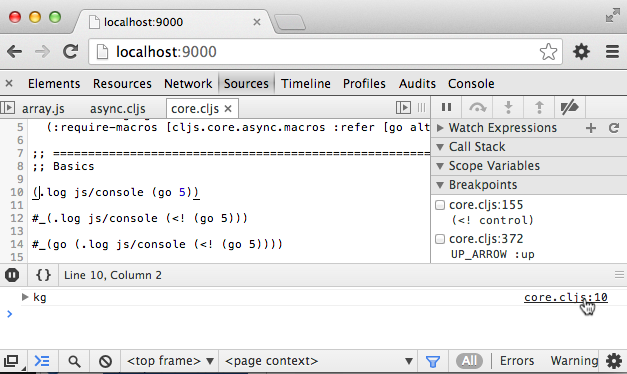 localhost:9000
localhost:9000
Elements Resources Network Sources Timeline Profiles Audits Console
array.js async.cljs core.cljs ×
5 (:require-macros [cljs.core.async.macros :refer [go alt
6
7 ;; ======================================================
8 ;; Basics
9
10 (.log js/console (go 5))
11
12 #_(.log js/console (<! (go 5)))
13
14 #_(go (.log js/console (<! (go 5))))
15
Watch Expressions
Call Stack
Scope Variables
Breakpoints
core.cljs:155
(<! control)
core.cljs:372
UP_ARROW :up
{} Line 10, Column 2
kg core.cljs:10
<top frame> <page context> All Errors Warning